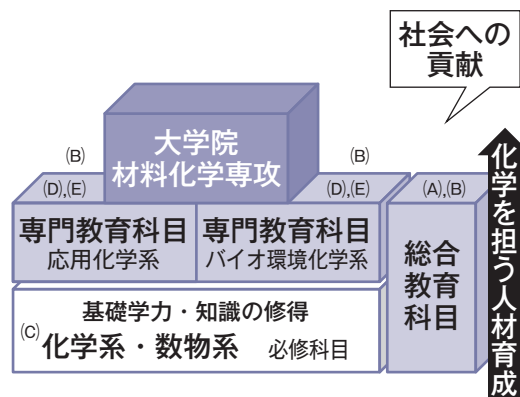 社会への
貢献
(B)
大学院
材料化学専攻
(B)
(D),(E)
(D),(E)
(A),(B)
専門教育科目
応用化学系
専門教育科目
バイオ環境化学系
総合
教育
科目
基礎学力・知識の修得
(C)化学系・数物系 必修科目
化学を担う人材育成